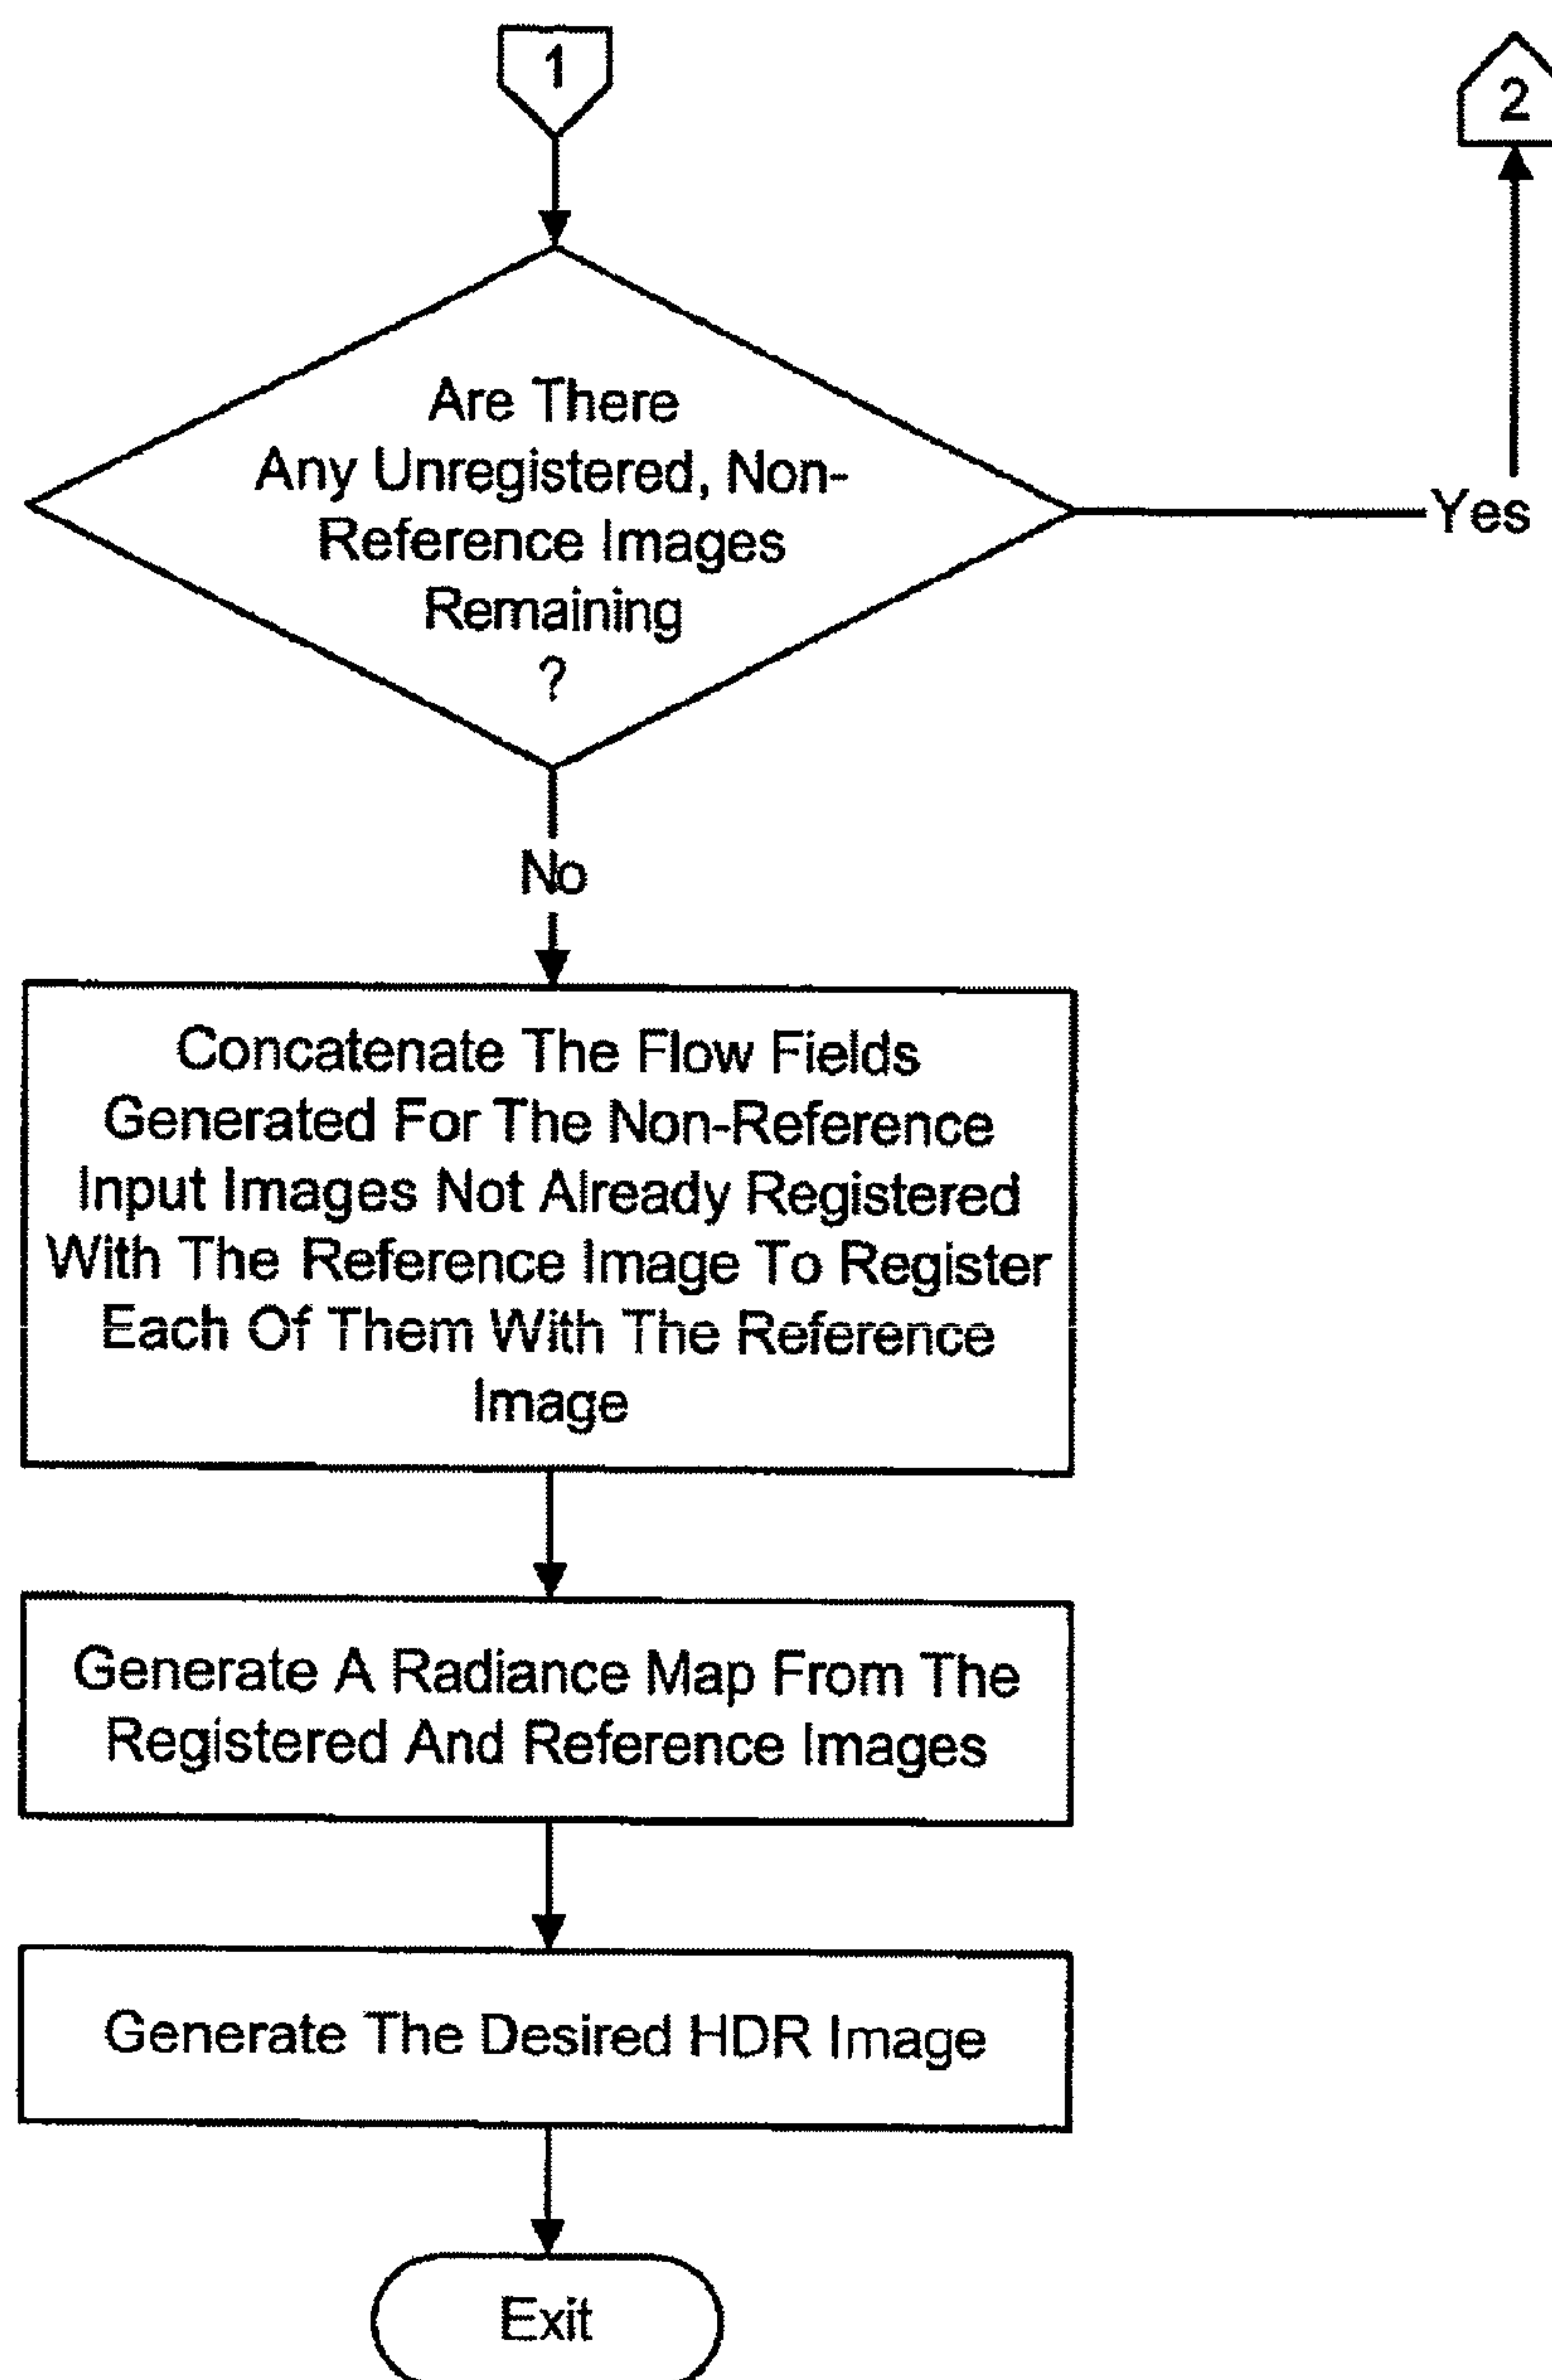 1
2
Are There
Any Unregistered, Non-
Reference Images
Remaining
?
Yes
No
Concatenate The Flow Fields
Generated For The Non-Reference
Input Images Not Already Registered
With The Reference Image To Register
Each Of Them With The Reference
Image
Generate A Radiance Map From The
Registered And Reference Images
Generate The Desired HDR Image
Exit